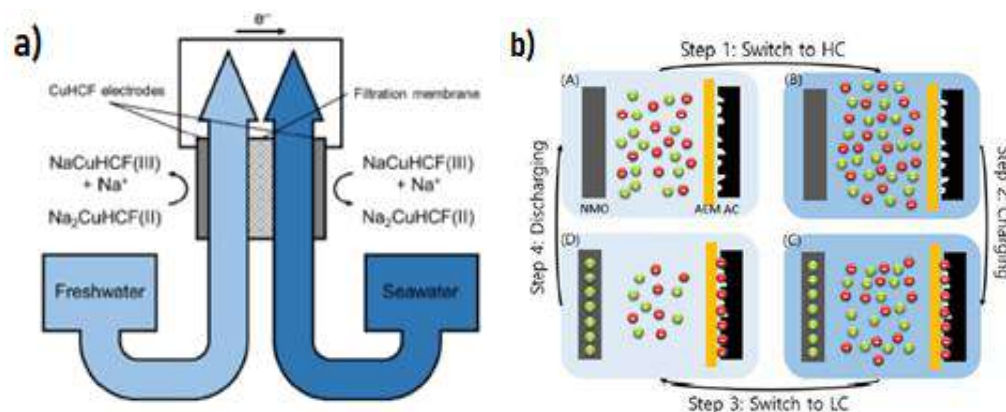 a)
e⁻
CuHCF electrodes
Filtration membrane
NaCuHCF(III)
+ Na⁺
Na₂CuHCF(II)
NaCuHCF(III)
+ Na⁺
Na₂CuHCF(II)
Freshwater
Seawater
b)
Step 1: Switch to HC
(A)
(B)
NMO
AEM AC
Step 4: Discharging
Step 2: Charging
(D)
(C)
Step 3: Switch to LC